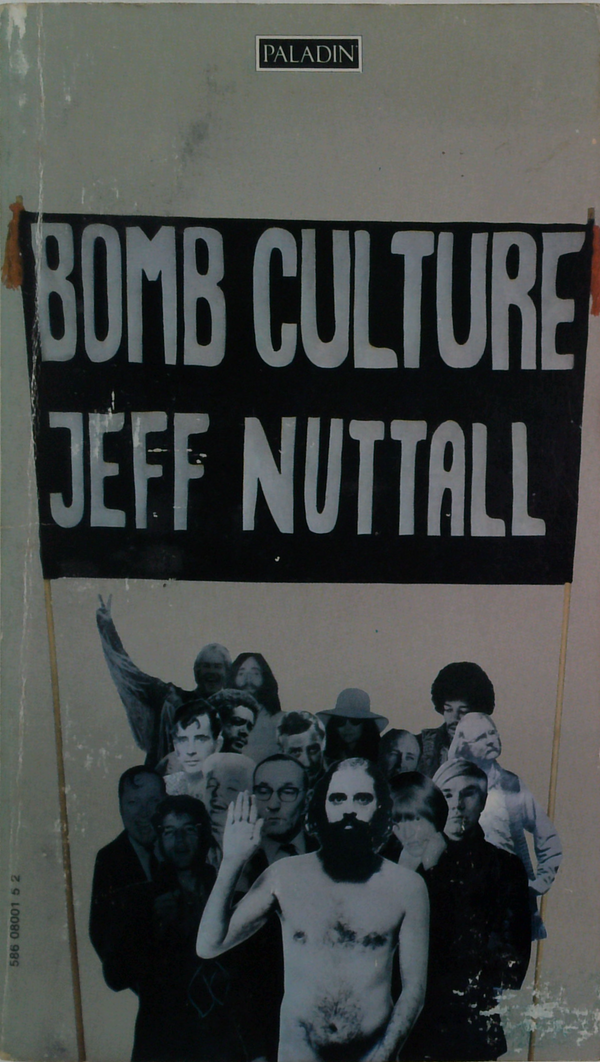 PALADIN
BOMB CULTURE
JEFF NUTTALL
586 08001 5 2